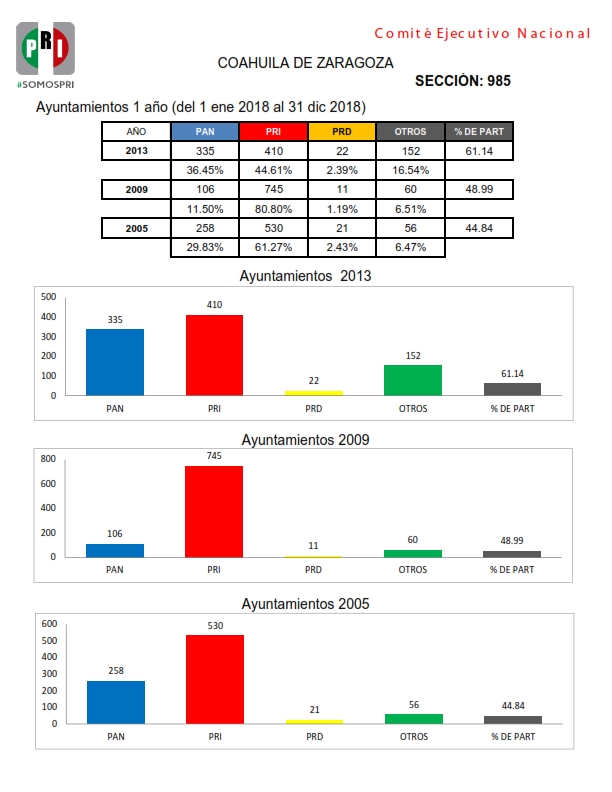 Comité Ejecutivo Nacional
PRI
#SOMOSPRI
COAHUILA DE ZARAGOZA
SECCIÓN: 985
Ayuntamientos 1 año (del 1 ene 2018 al 31 dic 2018)
AÑO PAN PRI PRD OTROS % DE PART
2013 335 410 22 152 61.14
36.45% 44.61% 2.39% 16.54%
2009 106 745 11 60 48.99
11.50% 80.80% 1.19% 6.51%
2005 258 530 21 56 44.84
29.83% 61.27% 2.43% 6.47%
Ayuntamientos 2013
500
400
300
200
100
0
335 410 22 152 61.14
PAN PRI PRD OTROS % DE PART
Ayuntamientos 2009
800
600
400
200
0
106 745 11 60 48.99
PAN PRI PRD OTROS % DE PART
Ayuntamientos 2005
600
500
400
300
200
100
0
258 530 21 56 44.84
PAN PRI PRD OTROS % DE PART